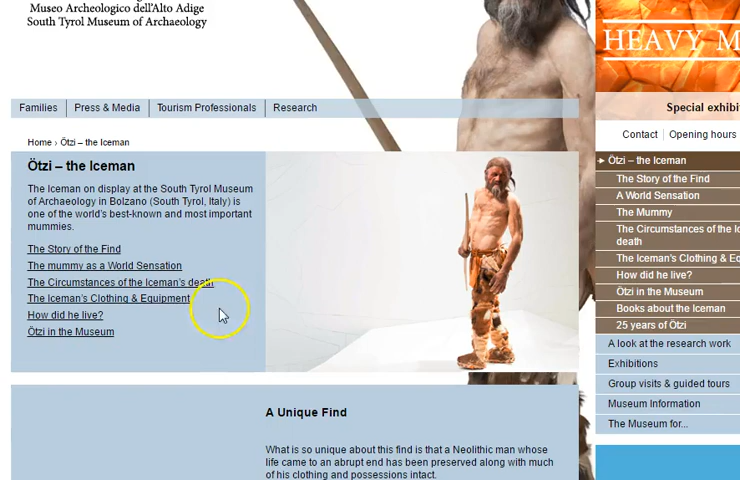 Museo Archeologico dell'Alto Adige
South Tyrol Museum of Archaeology
HEAVY M
Families
Press & Media
Tourism Professionals
Research
Special exhibi
Contact
Opening hours
Home › Ötzi – the Iceman
Ötzi – the Iceman
The Iceman on display at the South Tyrol Museum
of Archaeology in Bolzano (South Tyrol, Italy) is
one of the world's best-known and most important
mummies.
The Story of the Find
The mummy as a World Sensation
The Circumstances of the Iceman's death
The Iceman's Clothing & Equipment
How did he live?
Ötzi in the Museum
Ötzi – the Iceman
The Story of the Find
A World Sensation
The Mummy
The Circumstances of the Ic
death
The Iceman's Clothing & Eq
How did he live?
Ötzi in the Museum
Books about the Iceman
25 years of Ötzi
A look at the research work
Exhibitions
Group visits & guided tours
Museum Information
The Museum for...
A Unique Find
What is so unique about this find is that a Neolithic man whose
life came to an abrupt end has been preserved along with much
of his clothing and possessions intact.